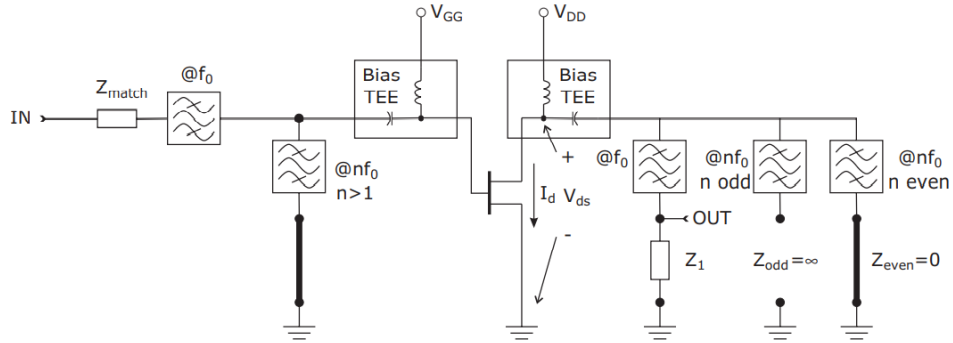 V_GG
V_DD
Bias
TEE
Bias
TEE
@f_0
Z_match
IN
@nf_0
n>1
+
I_d V_ds
-
@f_0
@nf_0
n odd
@nf_0
n even
OUT
Z_1
Z_odd=∞
Z_even=0